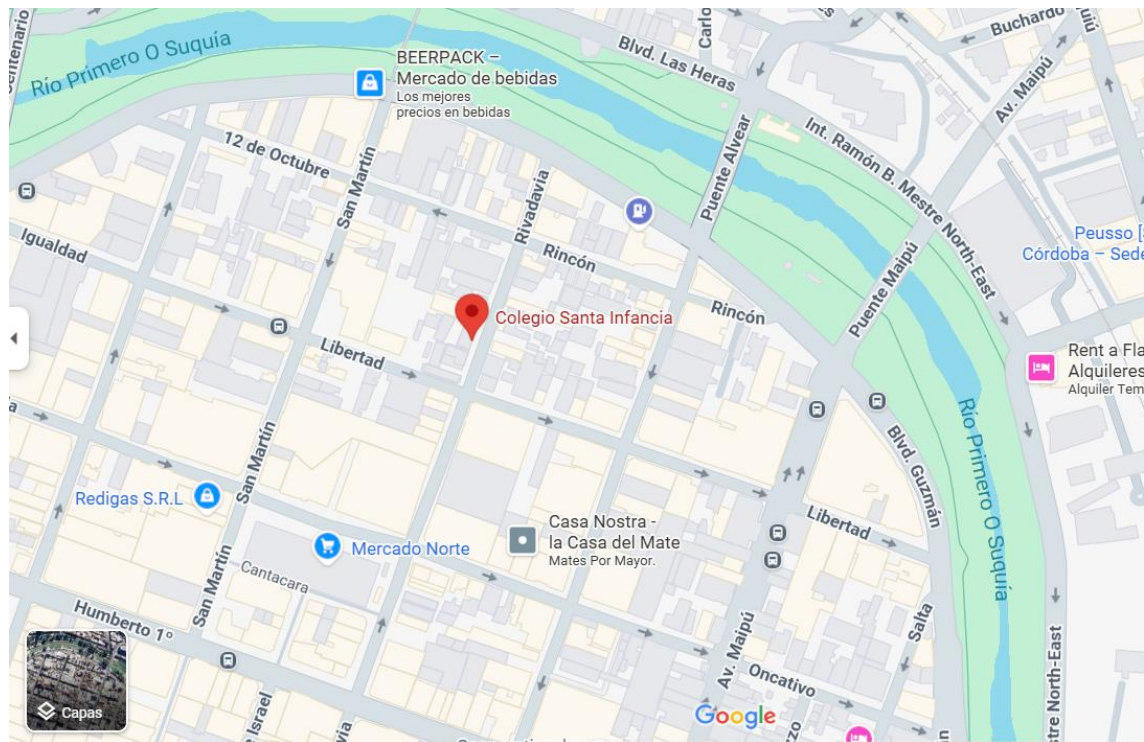 Río Primero O Suquía
BEERPACK –
Mercado de bebidas
Los mejores
precios en bebidas
Blvd. Las Heras
Buchardo
Av. Maipú
12 de Octubre
San Martín
Rivadavia
Puente Alvear
Int. Ramón B. Mestre North-East
Igualdad
Rincón
Rincón
Puente Maipú
Peusso
Córdoba – Sede
Colegio Santa Infancia
Libertad
Rent a Fla
Alquileres
Alquiler Tem
Río Primero O Suquía
Blvd. Guzmán
San Martín
Redigas S.R.L
Mercado Norte
Casa Nostra -
la Casa del Mate
Mates Por Mayor.
Libertad
Cantacara
San Martín
Humberto 1º
Salta
Av. Maipú
Oncativo
stre North-East
Capas
Israel
Google